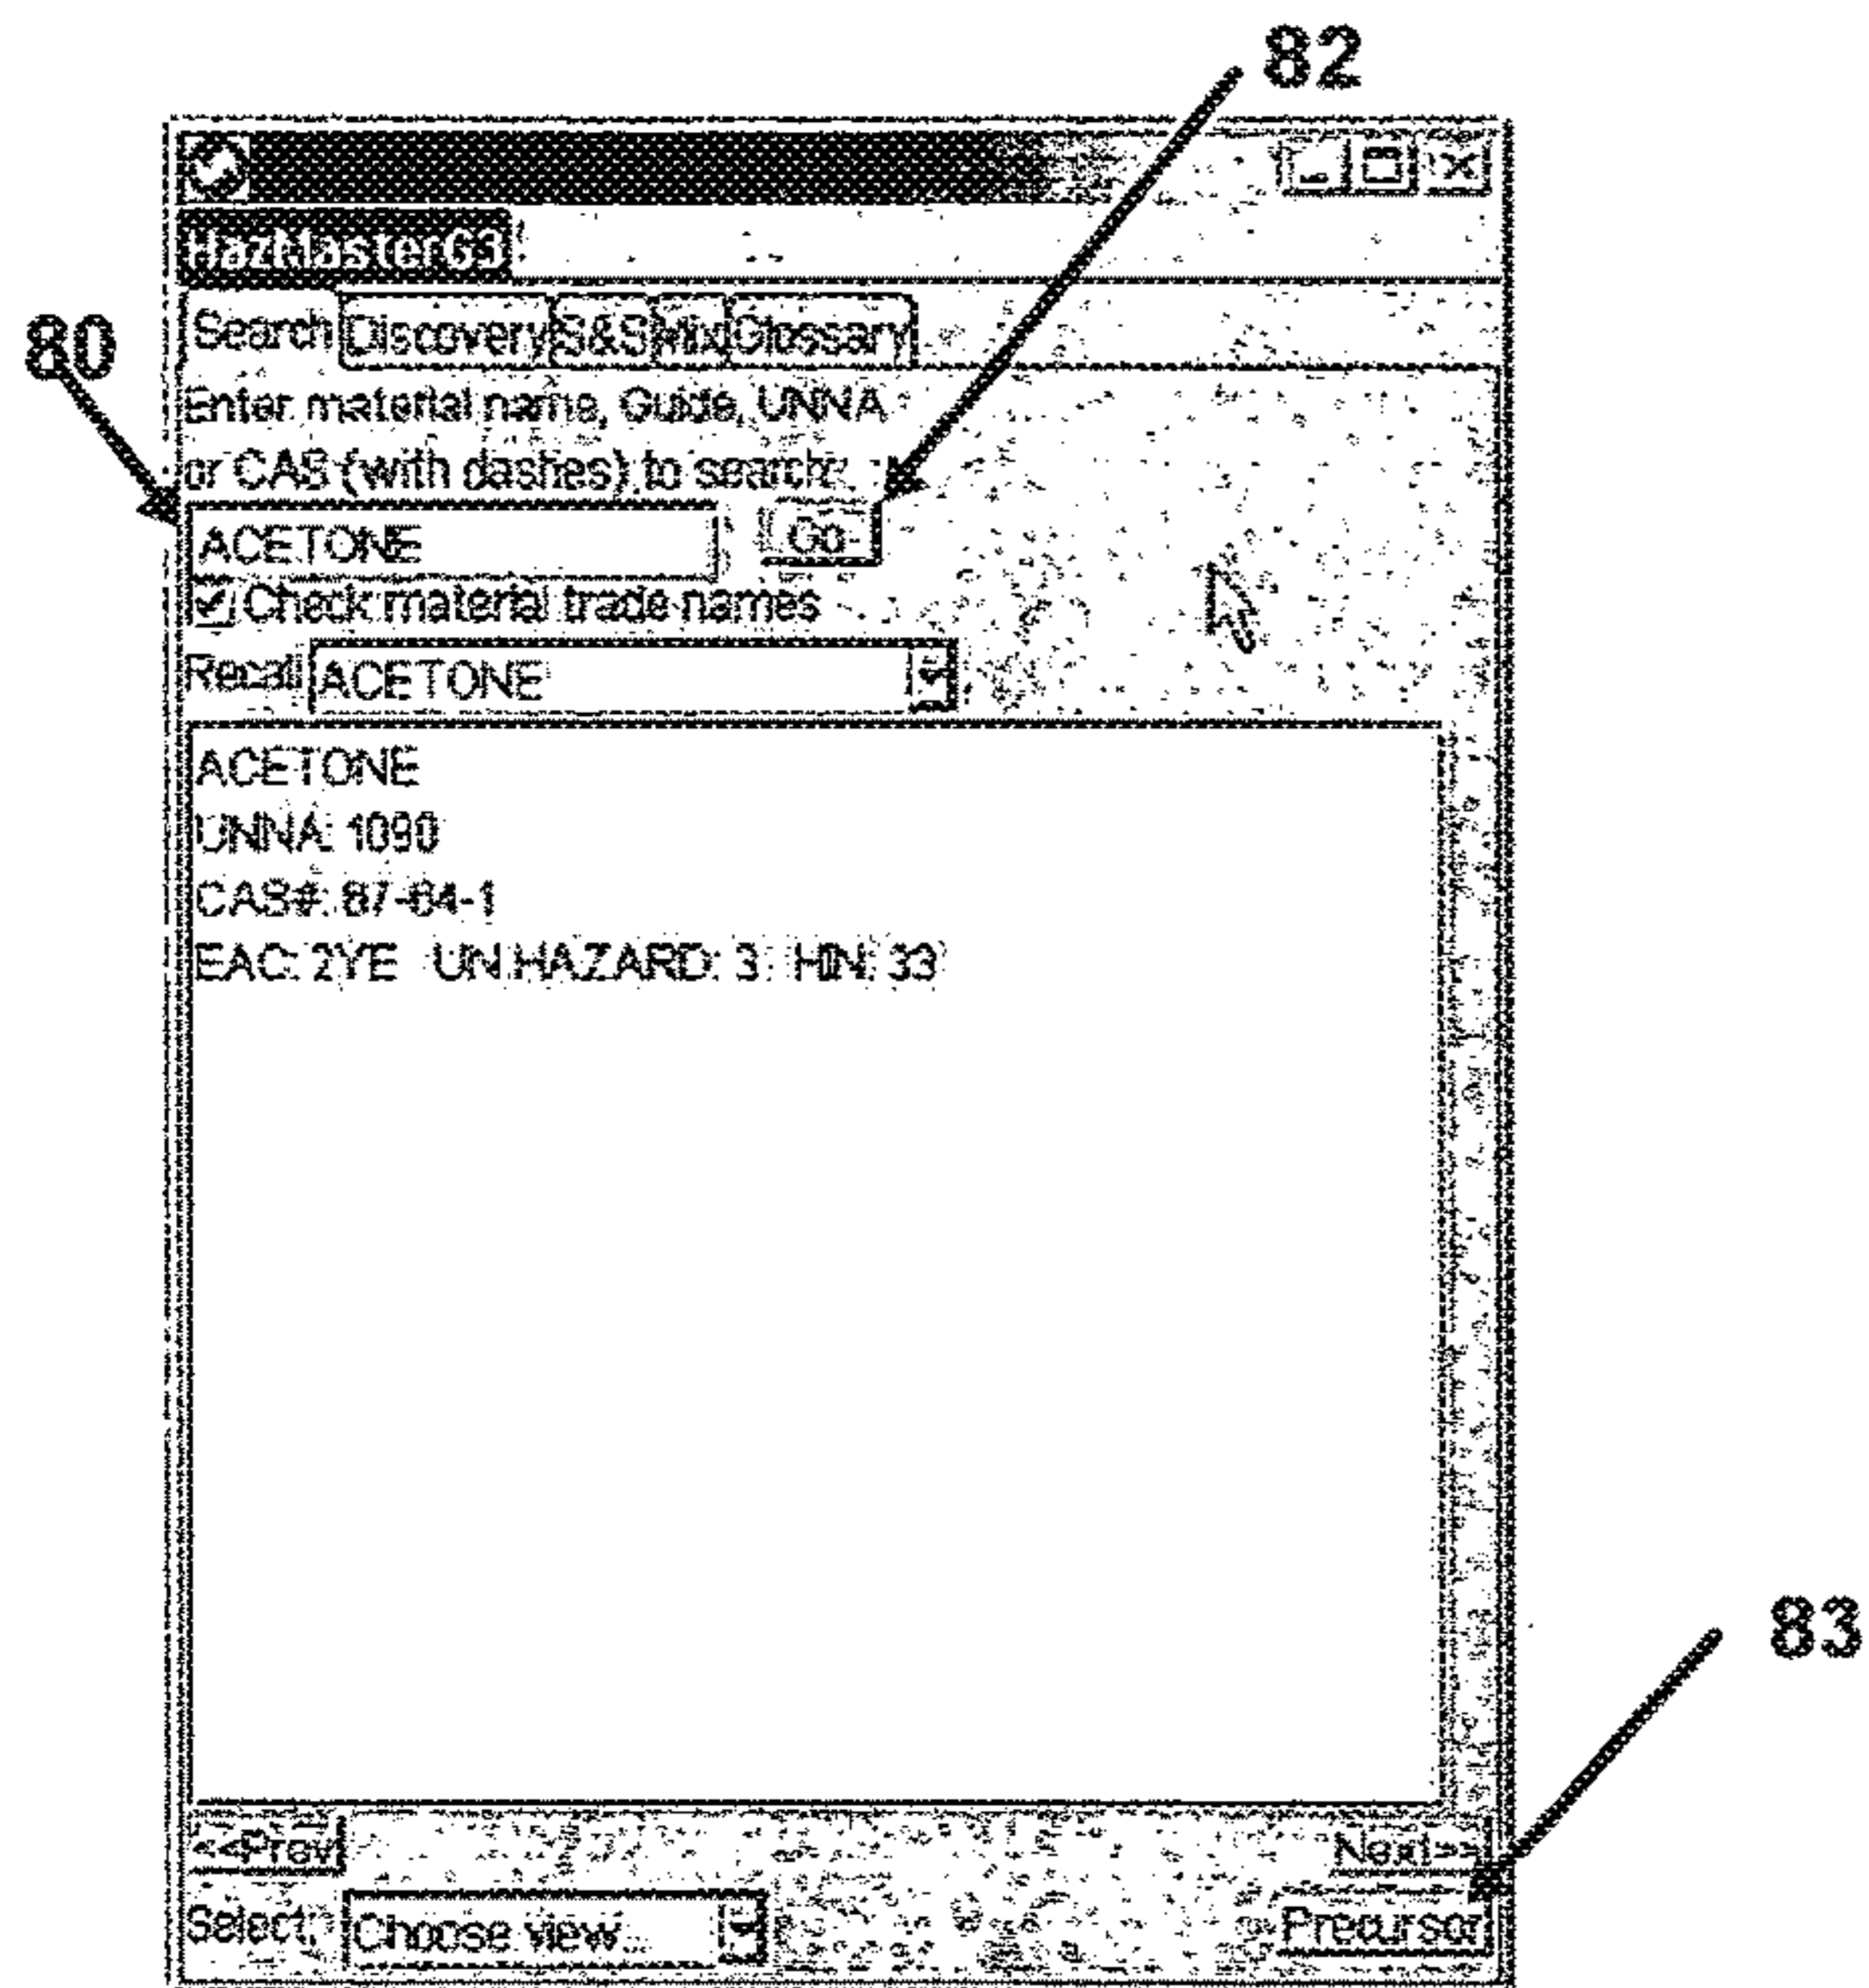 82
HazMasterG3
Search Discovery S&S Mix Glossary
80
Enter material name, Guide, UNNA
or CAS (with dashes) to search:
ACETONE Go
Check material trade names
Recall ACETONE
ACETONE
UNNA: 1090
CAS#: 67-64-1
EAC: 2YE UN HAZARD: 3 HIN: 33
83
<<Prev Next>>
Select: Choose view... Precursor